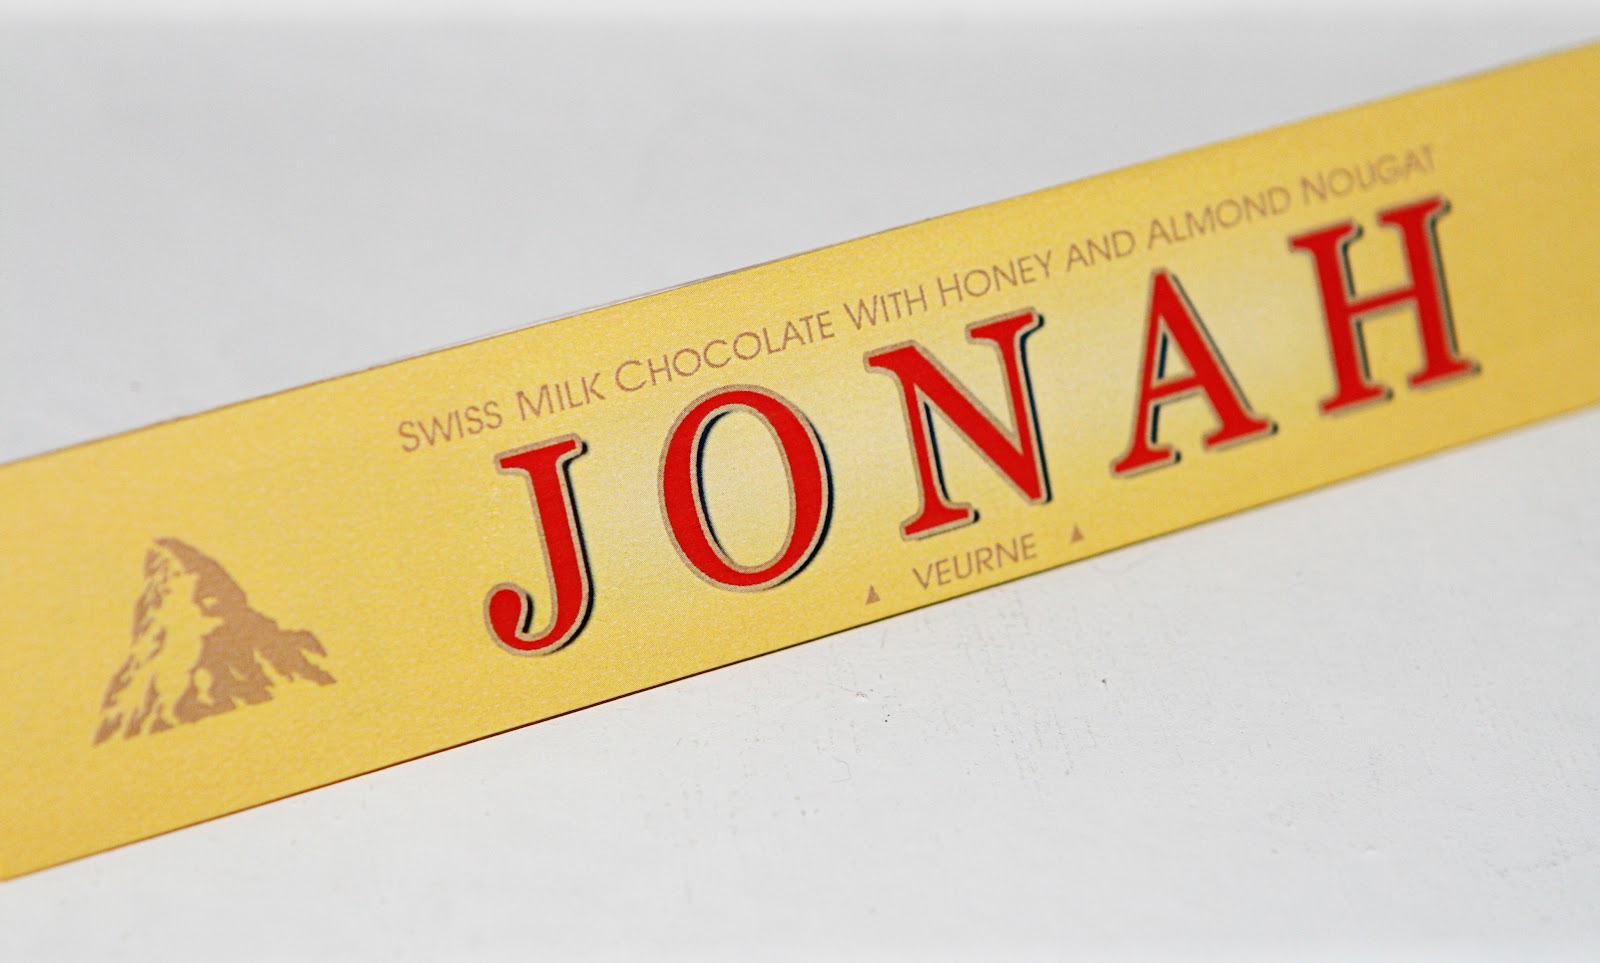 SWISS MILK CHOCOLATE WITH HONEY AND ALMOND NOUGAT
JONAH
VEURNE